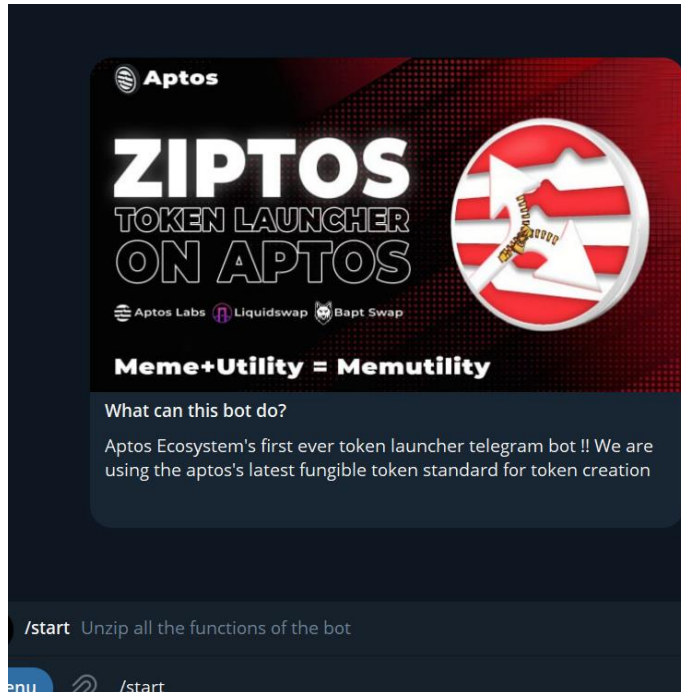 Aptos
ZIPTOS
TOKEN LAUNCHER
ON APTOS
Aptos Labs Liquidswap Bapt Swap
Meme+Utility = Memutility
What can this bot do?
Aptos Ecosystem's first ever token launcher telegram bot !! We are
using the aptos's latest fungible token standard for token creation
/start Unzip all the functions of the bot
enu /start